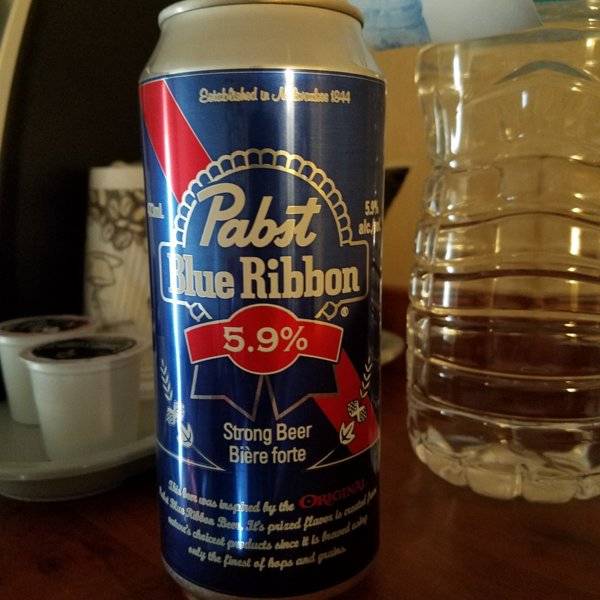 Established in Milwaukee 1844
Pabst
Blue Ribbon
®
5.9%
alc.
5.9%
Strong Beer
Bière forte
This beer was inspired by the ORIGINAL
Pabst Blue Ribbon Beer. It's prized flavor is created from
nature's choicest products since it is brewed using
only the finest of hops and grains.